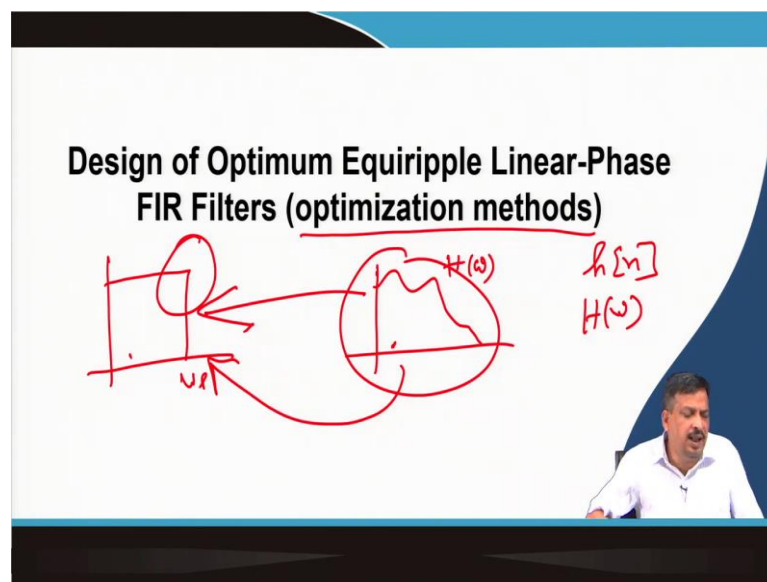 Design of Optimum Equiripple Linear-Phase
FIR Filters (optimization methods)
H(ω)
h[n]
H(ω)